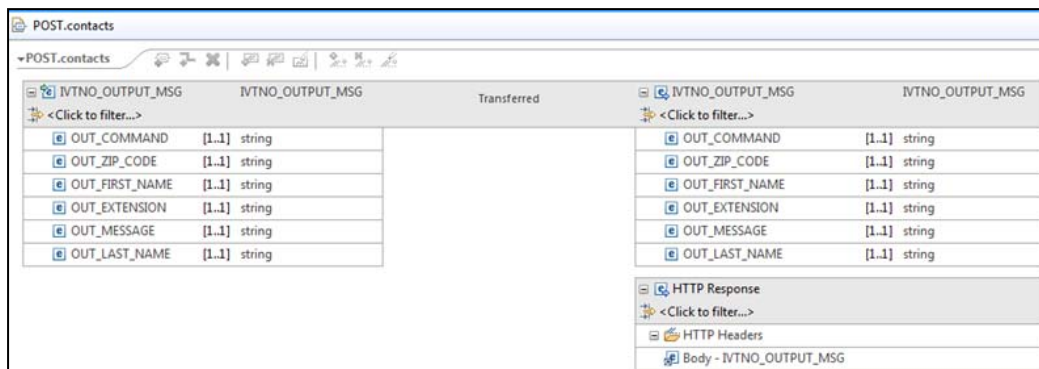 POST.contacts
POST.contacts
IVTNO_OUTPUT_MSG IVTNO_OUTPUT_MSG Transferred IVTNO_OUTPUT_MSG IVTNO_OUTPUT_MSG
<Click to filter...> <Click to filter...>
OUT_COMMAND [1..1] string OUT_COMMAND [1..1] string
OUT_ZIP_CODE [1..1] string OUT_ZIP_CODE [1..1] string
OUT_FIRST_NAME [1..1] string OUT_FIRST_NAME [1..1] string
OUT_EXTENSION [1..1] string OUT_EXTENSION [1..1] string
OUT_MESSAGE [1..1] string OUT_MESSAGE [1..1] string
OUT_LAST_NAME [1..1] string OUT_LAST_NAME [1..1] string
HTTP Response
<Click to filter...>
HTTP Headers
Body - IVTNO_OUTPUT_MSG